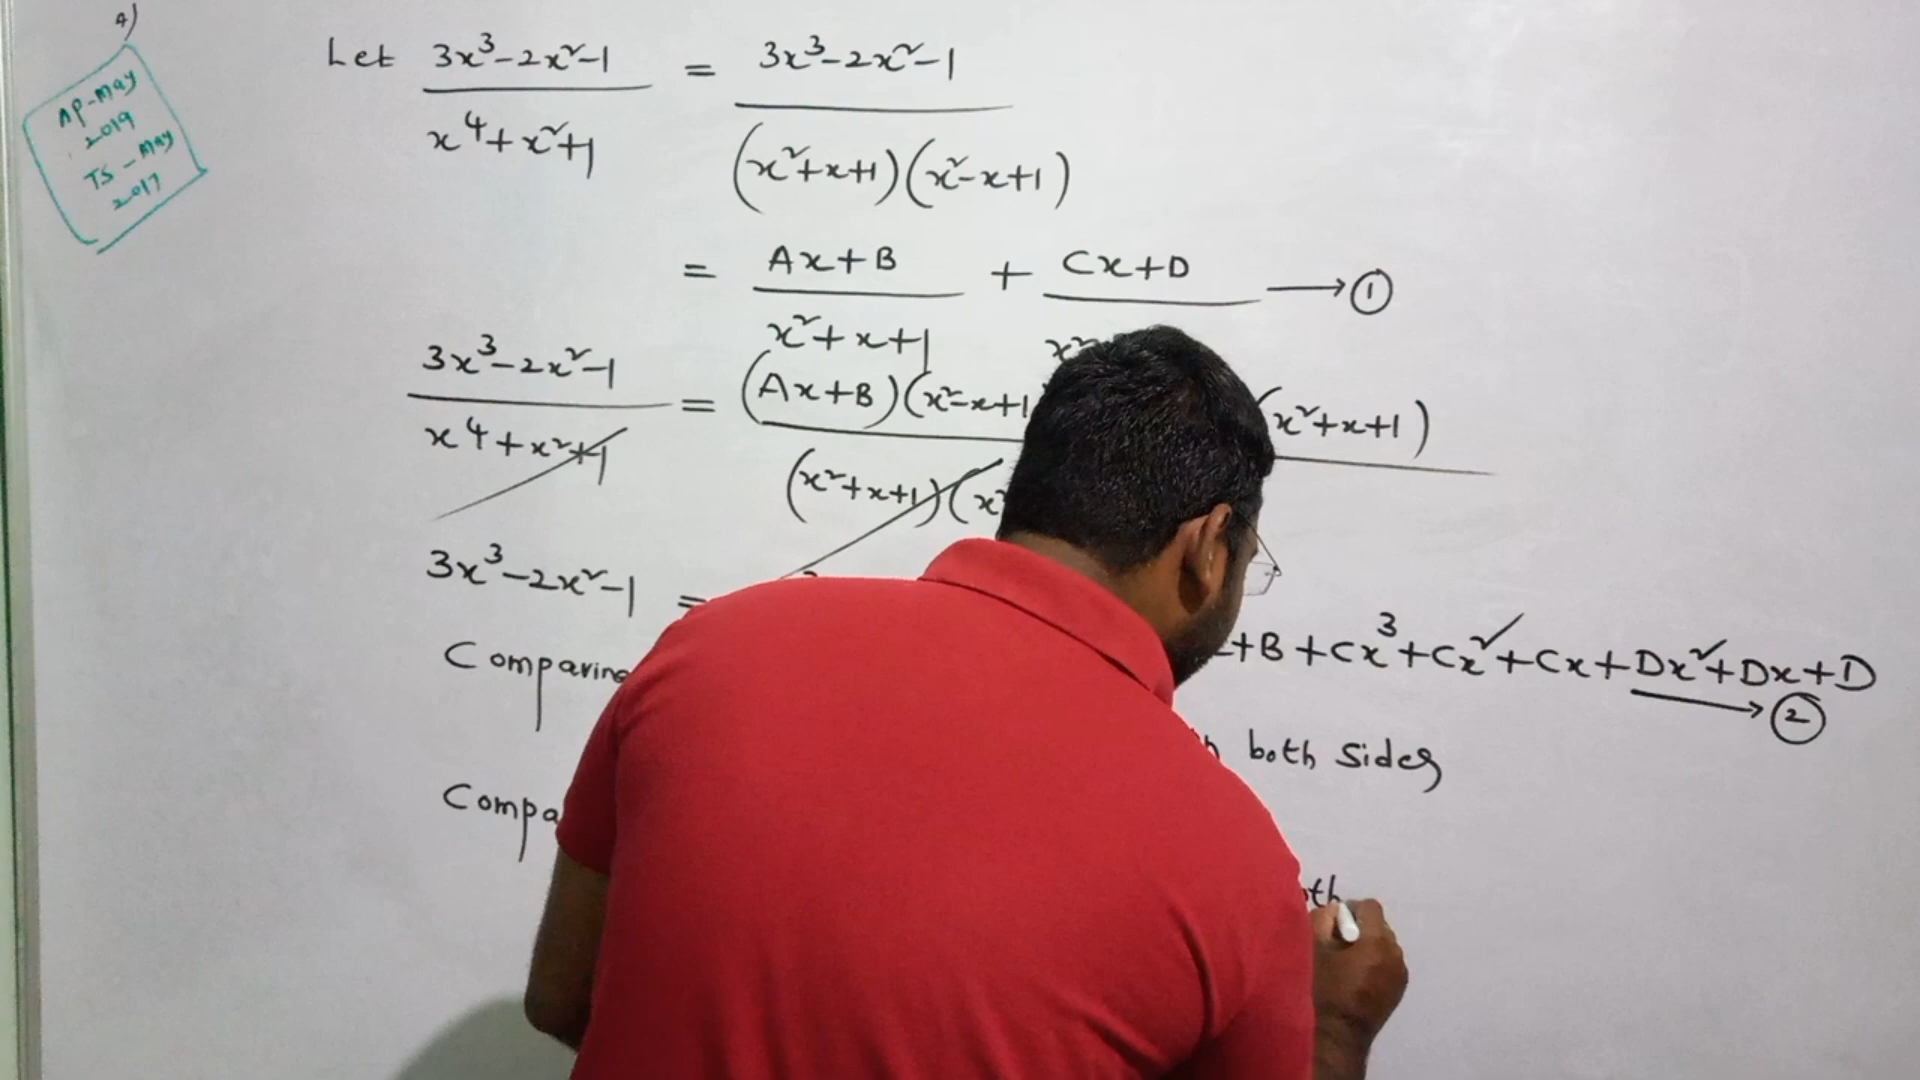 4)
AP-May
2019
TS-May
2017
Let 3x³-2x²-1 = 3x³-2x²-1
x⁴+x²+1 (x²+x+1)(x²-x+1)
= Ax+B + Cx+D → ①
x²+x+1 x²
3x³-2x²-1 = (Ax+B)(x²-x+1 (x²+x+1)
x⁴+x²+1 (x²+x+1)(x²
3x³-2x²-1 = +B+Cx³+Cx²+Cx+Dx²+Dx+D
→ ②
Comparing both sides